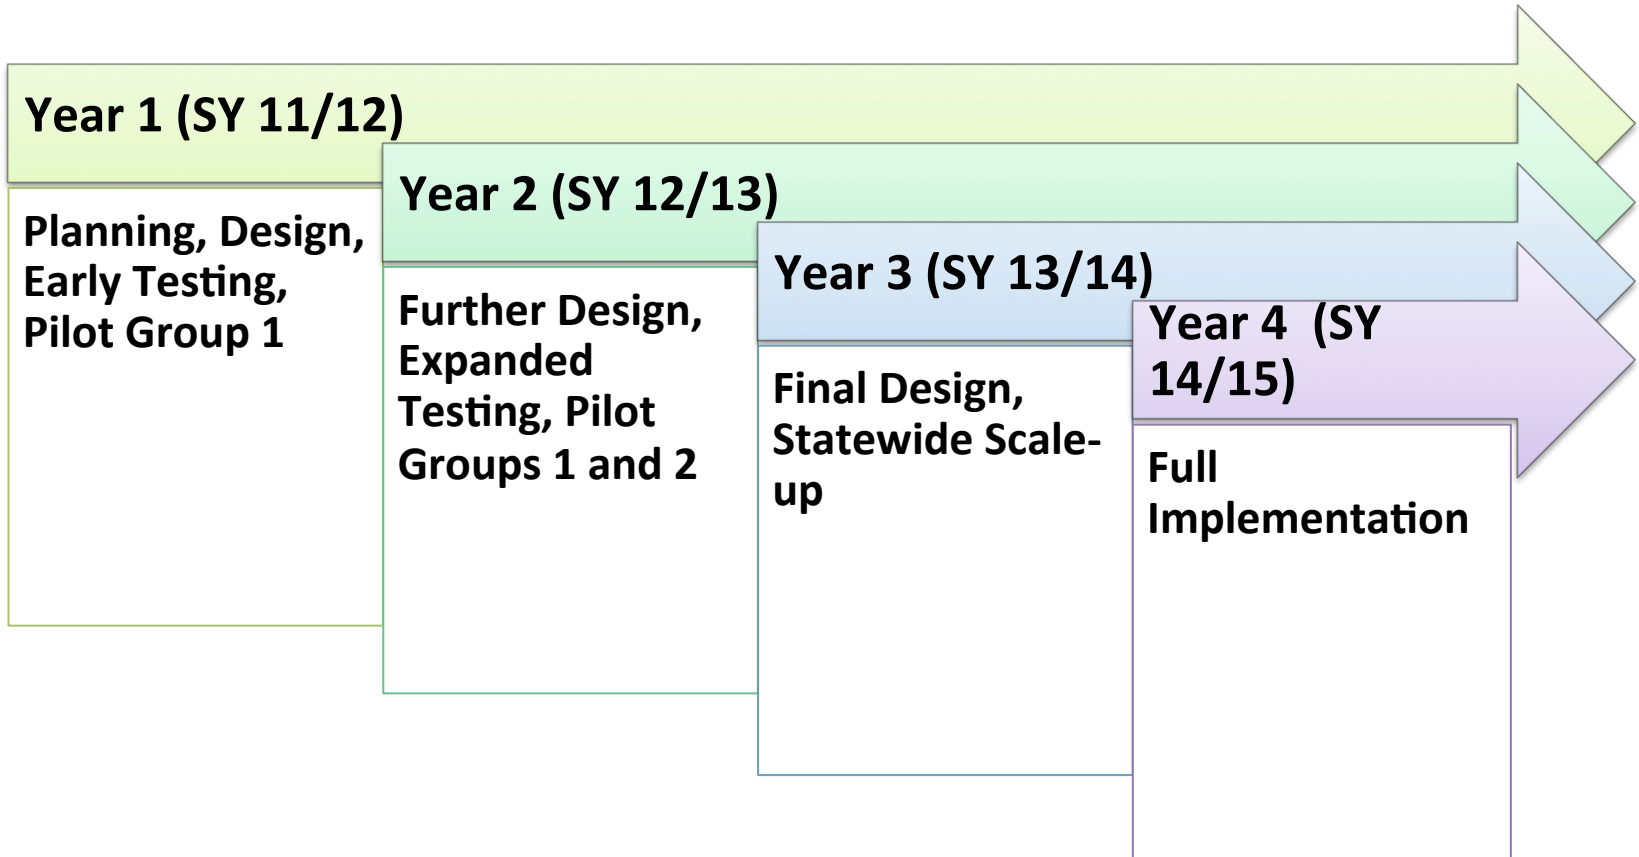 Year 1 (SY 11/12)
Planning, Design,
Early Testing,
Pilot Group 1
Year 2 (SY 12/13)
Further Design,
Expanded
Testing, Pilot
Groups 1 and 2
Year 3 (SY 13/14)
Final Design,
Statewide Scale-
up
Year 4  (SY
14/15)
Full
Implementation